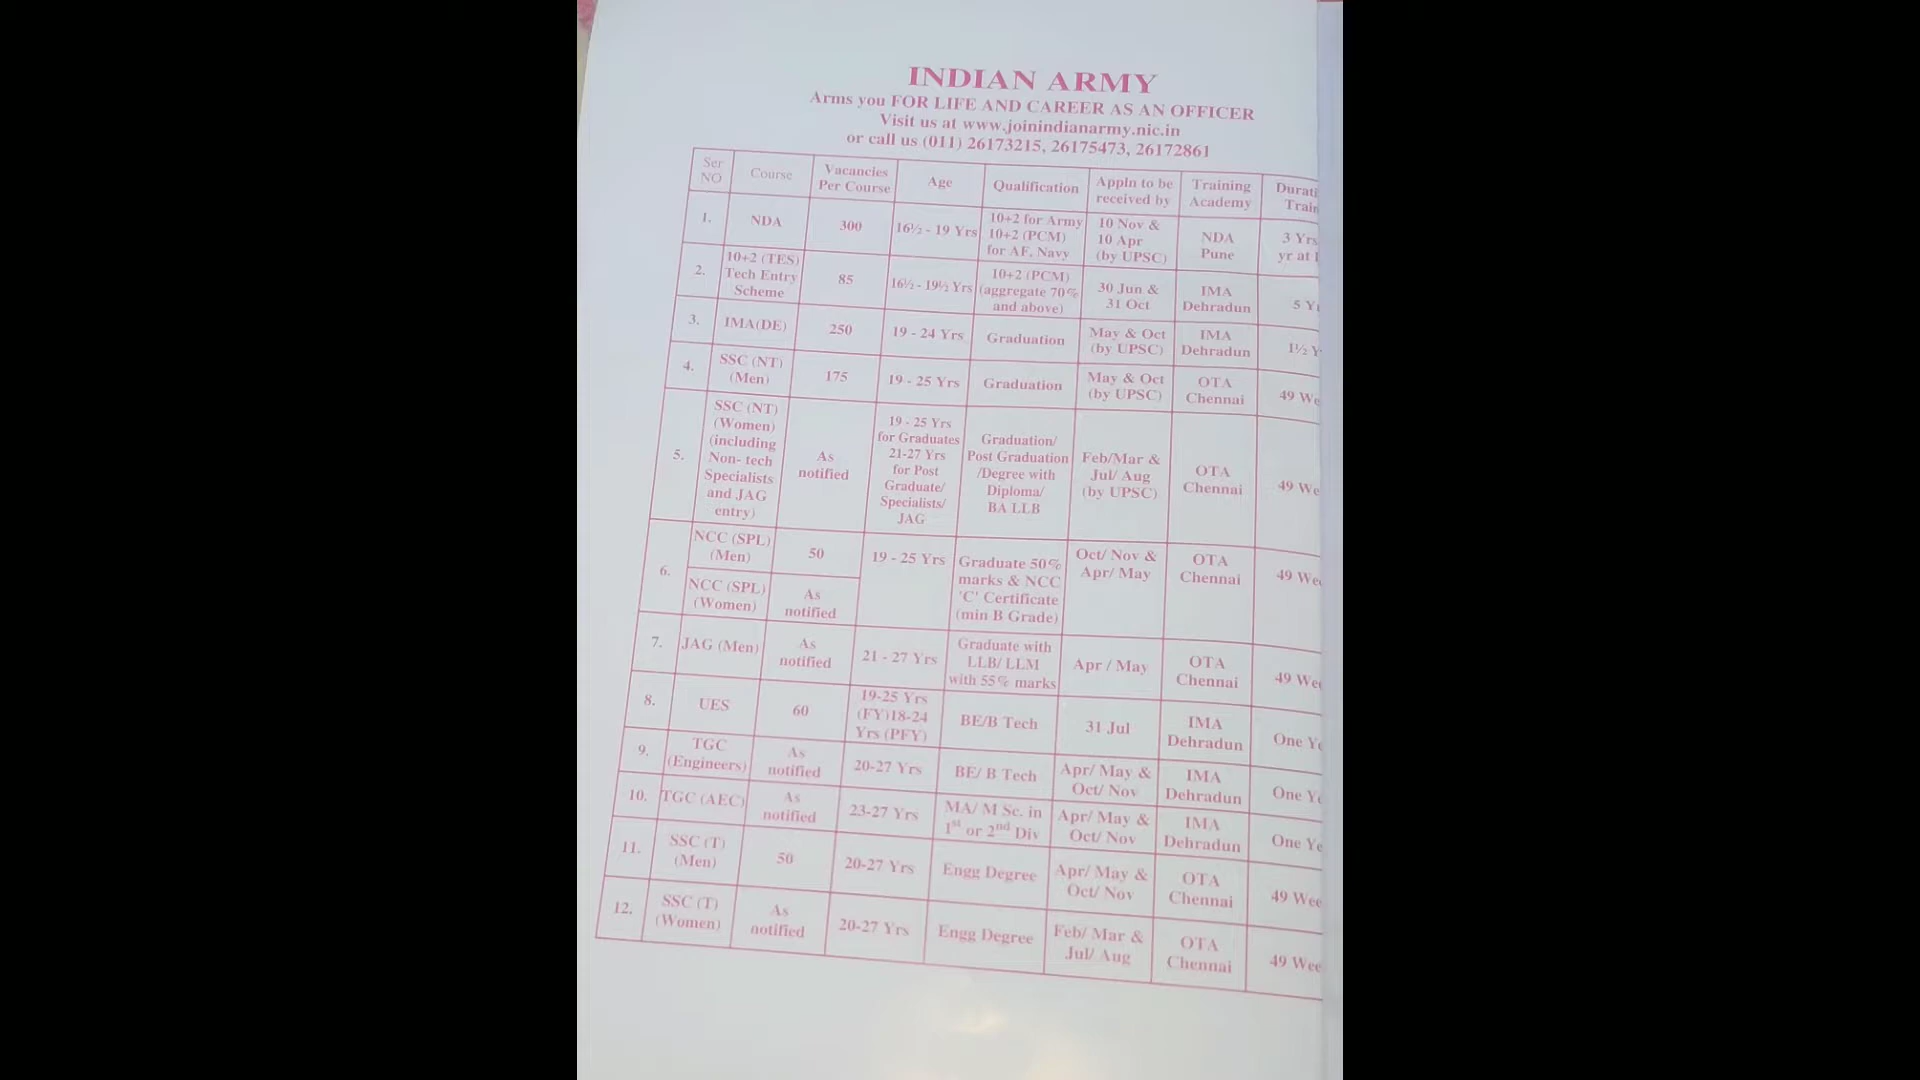 INDIAN ARMY
Arms you FOR LIFE AND CAREER AS AN OFFICER
Visit us at www.joinindianarmy.nic.in
or call us (011) 26173215, 26175473, 26172861
Ser NO | Course | Vacancies Per Course | Age | Qualification | Appln to be received by | Training Academy
1. | NDA | 300 | 16½ - 19 Yrs | 10+2 for Army 10+2 (PCM) for AF, Navy | 10 Nov & 10 Apr (by UPSC) | NDA Pune | 3 Yrs
2. | 10+2 (TES) Tech Entry Scheme | 85 | 16½ - 19½ Yrs | 10+2 (PCM) (aggregate 70% and above) | 30 Jun & 31 Oct | IMA Dehradun | 5
3. | IMA(DE) | 250 | 19 - 24 Yrs | Graduation | May & Oct (by UPSC) | IMA Dehradun | 1½
4. | SSC (NT) (Men) | 175 | 19 - 25 Yrs | Graduation | May & Oct (by UPSC) | OTA Chennai | 49
5. | SSC (NT) (Women) (including Non- tech Specialists and JAG entry) | As notified | 19 - 25 Yrs for Graduates 21-27 Yrs for Post Graduate/ Specialists/ JAG | Graduation/ Post Graduation /Degree with Diploma/ BA LLB | Feb/Mar & Jul/ Aug (by UPSC) | OTA Chennai | 49
6. | NCC (SPL) (Men) | 50 | 19 - 25 Yrs | Graduate 50% marks & NCC 'C' Certificate (min B Grade) | Oct/ Nov & Apr/ May | OTA Chennai | 49
NCC (SPL) (Women) | As notified
7. | JAG (Men) | As notified | 21 - 27 Yrs | Graduate with LLB/ LLM with 55% marks | Apr / May | OTA Chennai | 49
8. | UES | 60 | 19-25 Yrs (FY)18-24 Yrs (PFY) | BE/B Tech | 31 Jul | IMA Dehradun | One
9. | TGC (Engineers) | As notified | 20-27 Yrs | BE/ B Tech | Apr/ May & Oct/ Nov | IMA Dehradun | One
10. | TGC (AEC) | As notified | 23-27 Yrs | MA/ M Sc. in 1st or 2nd Div | Apr/ May & Oct/ Nov | IMA Dehradun | One
11. | SSC (T) (Men) | 50 | 20-27 Yrs | Engg Degree | Apr/ May & Oct/ Nov | OTA Chennai | 49
12. | SSC (T) (Women) | As notified | 20-27 Yrs | Engg Degree | Feb/ Mar & Jul/ Aug | OTA Chennai | 49